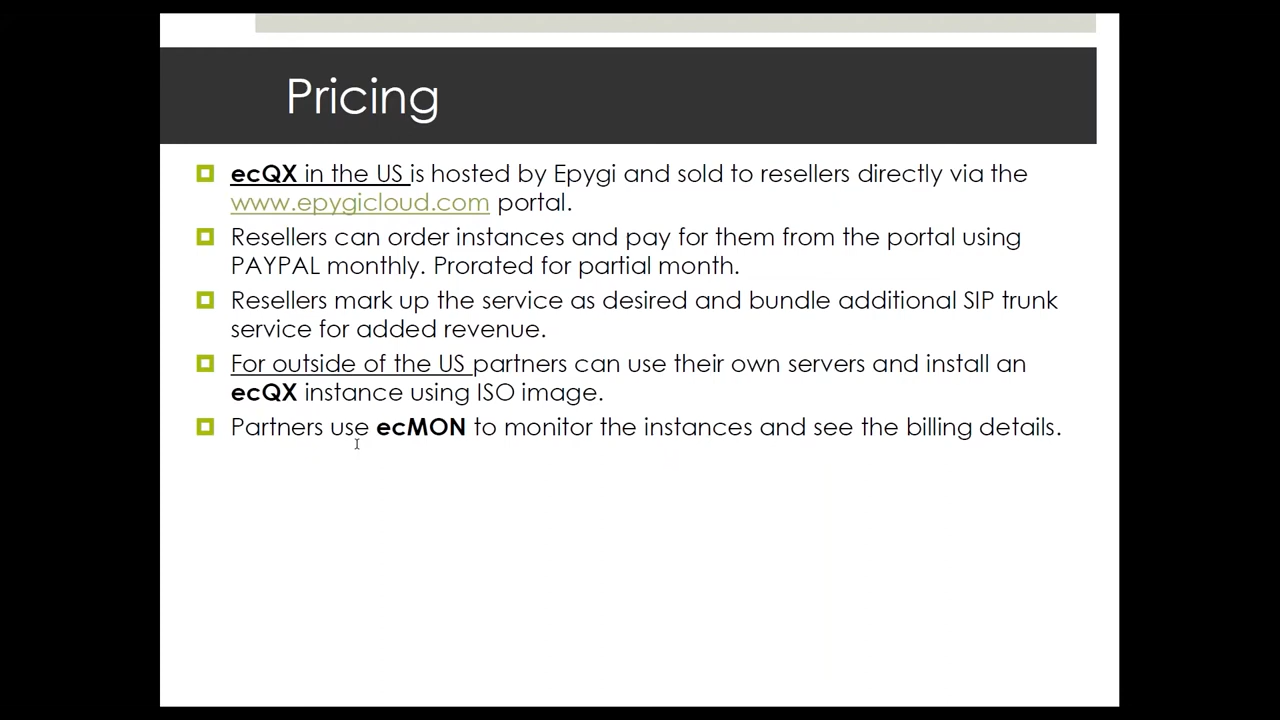 Pricing
ecQX in the US is hosted by Epygi and sold to resellers directly via the
www.epygicloud.com portal.
Resellers can order instances and pay for them from the portal using
PAYPAL monthly. Prorated for partial month.
Resellers mark up the service as desired and bundle additional SIP trunk
service for added revenue.
For outside of the US partners can use their own servers and install an
ecQX instance using ISO image.
Partners use ecMON to monitor the instances and see the billing details.